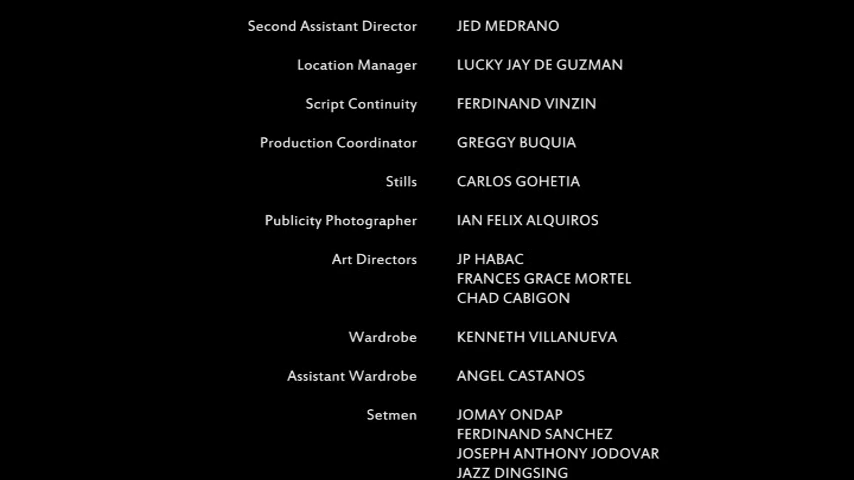 Second Assistant Director JED MEDRANO
Location Manager LUCKY JAY DE GUZMAN
Script Continuity FERDINAND VINZIN
Production Coordinator GREGGY BUQUIA
Stills CARLOS GOHETIA
Publicity Photographer IAN FELIX ALQUIROS
Art Directors JP HABAC
FRANCES GRACE MORTEL
CHAD CABIGON
Wardrobe KENNETH VILLANUEVA
Assistant Wardrobe ANGEL CASTANOS
Setmen JOMAY ONDAP
FERDINAND SANCHEZ
JOSEPH ANTHONY JODOVAR
JAZZ DINGSING